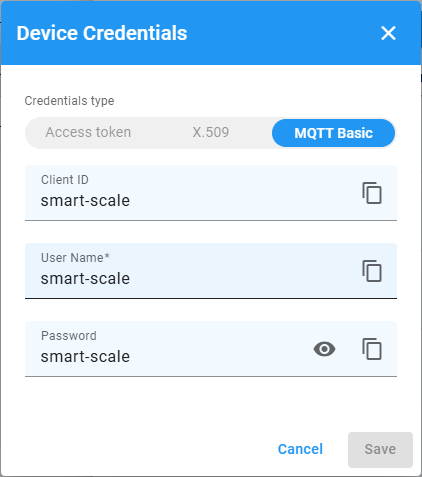 Device Credentials
Credentials type
Access token X.509 MQTT Basic
Client ID
smart-scale
User Name*
smart-scale
Password
smart-scale
Cancel Save